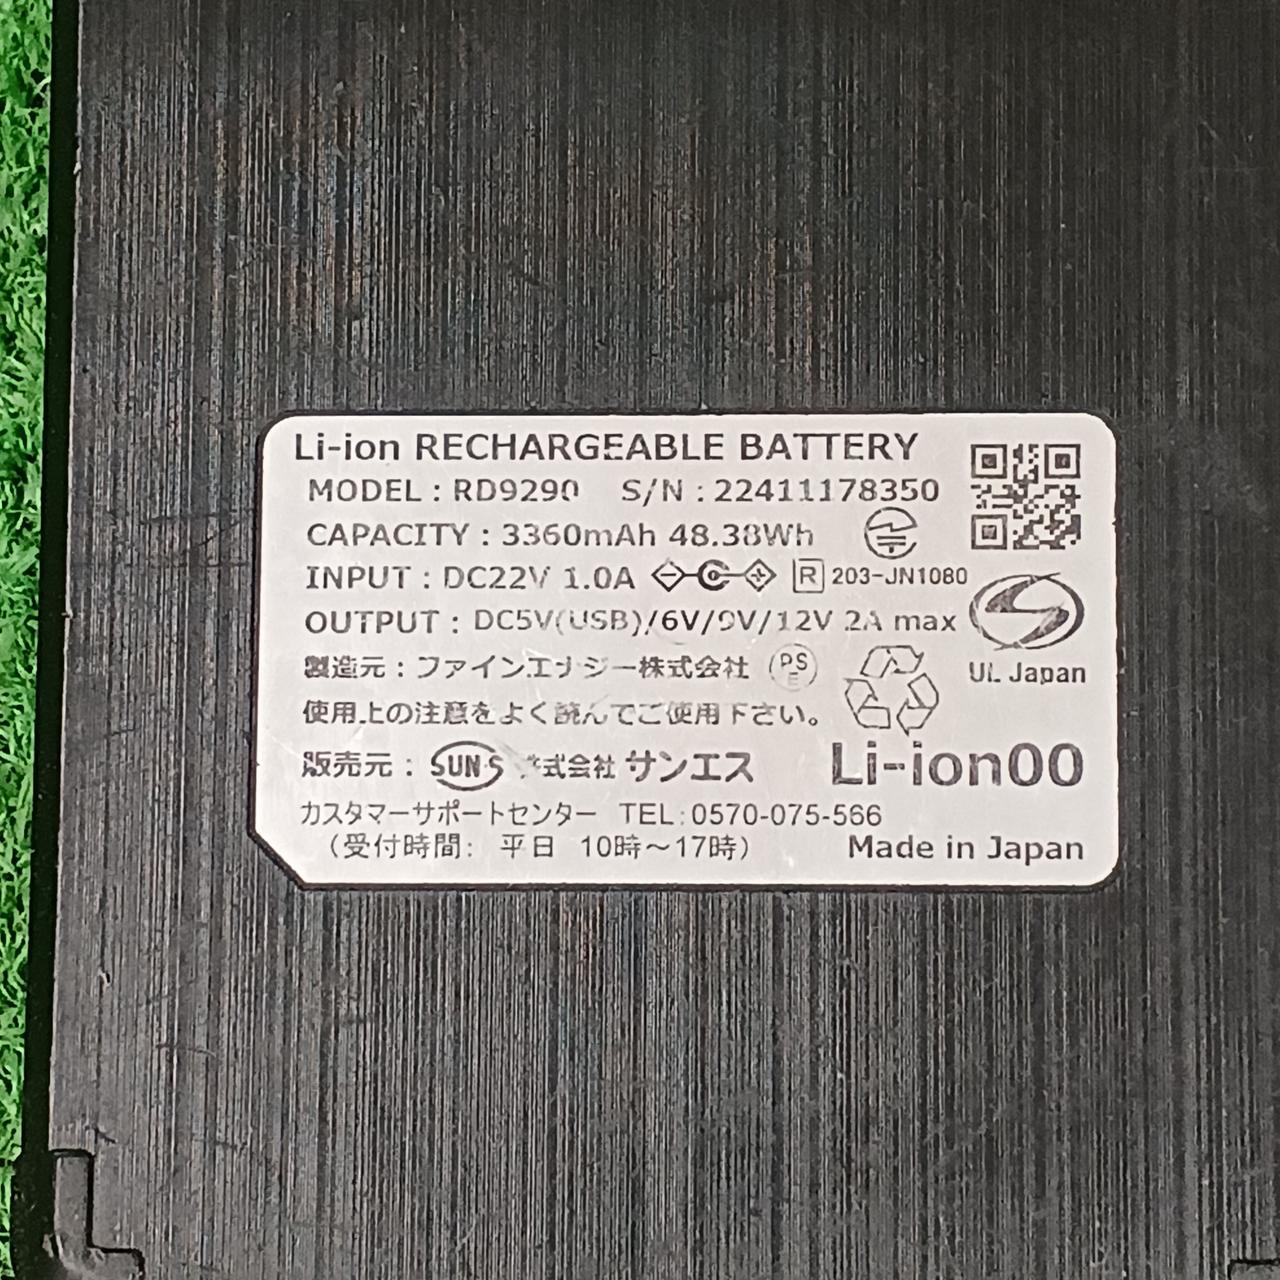 Li-ion RECHARGEABLE BATTERY
MODEL : RD9290 S/N : 22411178350
CAPACITY : 3360mAh 48.38Wh
INPUT : DC22V 1.0A R 203-JN1080
OUTPUT : DC5V(USB)/6V/9V/12V 2A max
UL Japan
製造元 : ファインエナジー株式会社 PSE
使用上の注意をよく読んでご使用下さい。
販売元 : SUN-S 株式会社 サンエス Li-ion00
カスタマーサポートセンター TEL:0570-075-566
（受付時間: 平日 10時～17時） Made in Japan